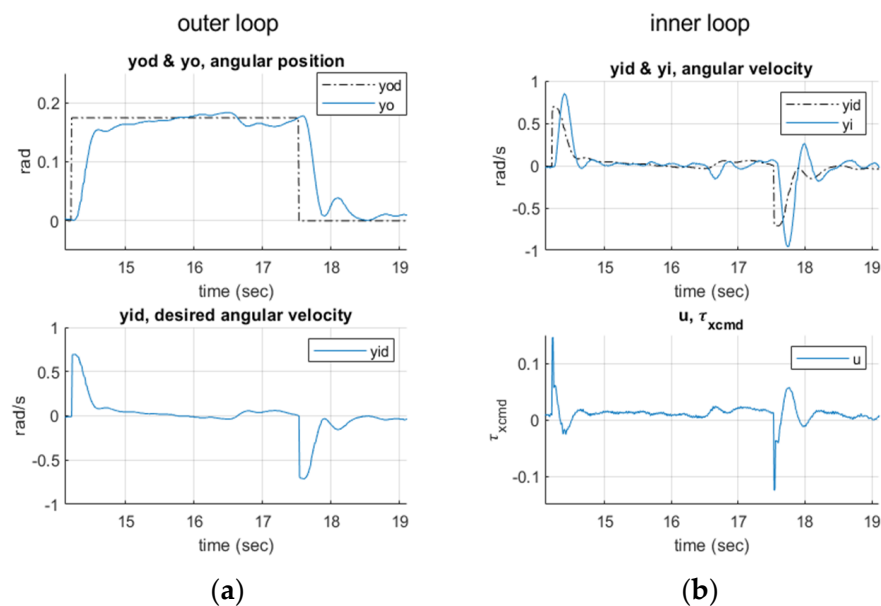 outer loop
yod & yo, angular position
yod
yo
0.2
0.1
0
rad
15
16
17
18
19
time (sec)
yid, desired angular velocity
yid
1
0.5
0
-0.5
-1
rad/s
15
16
17
18
19
time (sec)
(a)
inner loop
yid & yi, angular velocity
yid
yi
1
0.5
0
-0.5
-1
rad/s
15
16
17
18
19
time (sec)
u, τxcmd
u
0.1
0
-0.1
τxcmd
15
16
17
18
19
time (sec)
(b)